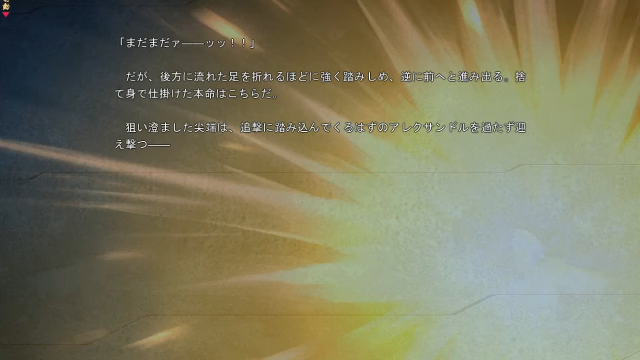 「まだまだァ――ッッ！！」
だが、後方に流れた足を折れるほどに強く踏みしめ、逆に前へと進み出る。捨
て身で仕掛けた本命はこちらだ。
狙い澄ました尖端は、追撃に踏み込んでくるはずのアレクサンドルを過たず迎
え撃つ――